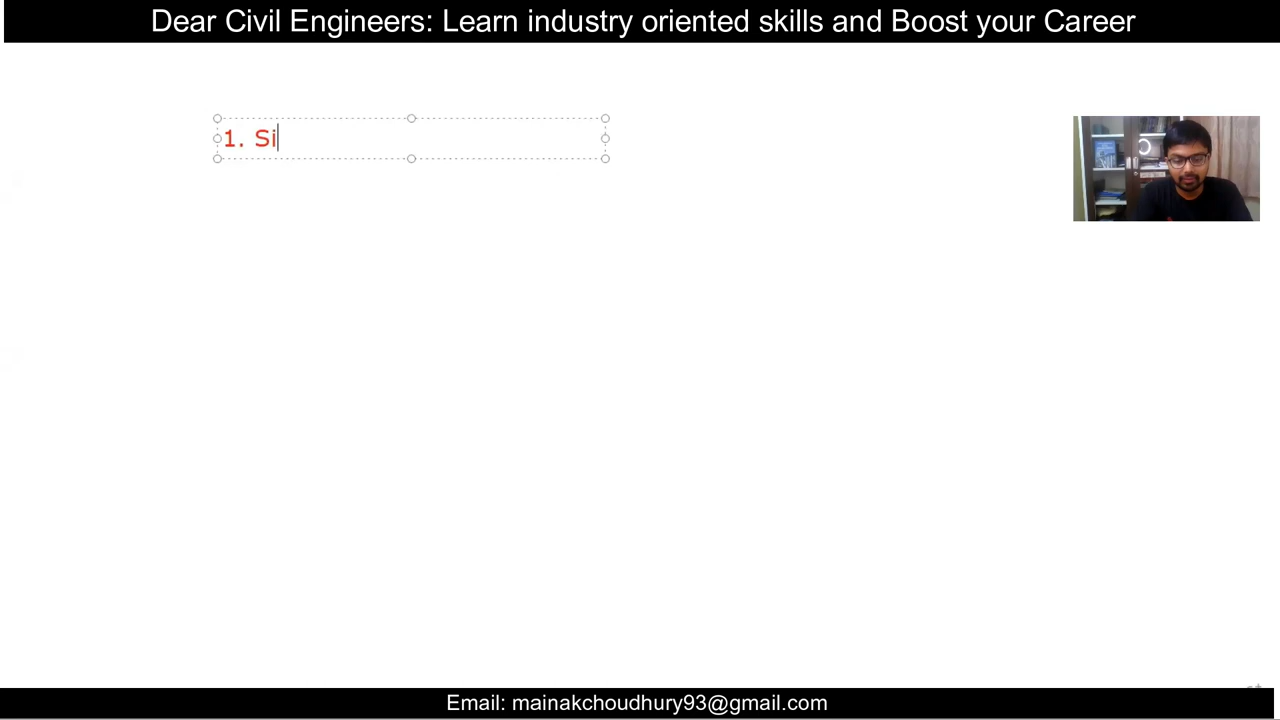 Dear Civil Engineers: Learn industry oriented skills and Boost your Career
1. Si
Email: mainakchoudhury93@gmail.com